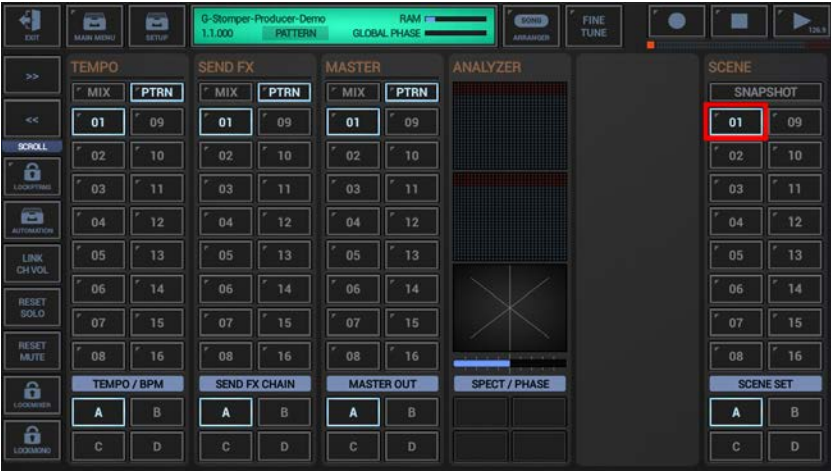 EXIT
MAIN MENU
SETUP
G-Stomper-Producer-Demo
RAM
1.1.000
PATTERN
GLOBAL PHASE
SONG
ARRANGER
FINE
TUNE
126.9
>>
<<
SCROLL
LOCKPTRNS
AUTOMATION
LINK
CH VOL
RESET
SOLO
RESET
MUTE
LOCKMIXER
LOCKMONO
TEMPO
MIX
PTRN
01 09
02 10
03 11
04 12
05 13
06 14
07 15
08 16
TEMPO / BPM
A B
C D
SEND FX
MIX
PTRN
01 09
02 10
03 11
04 12
05 13
06 14
07 15
08 16
SEND FX CHAIN
A B
C D
MASTER
MIX
PTRN
01 09
02 10
03 11
04 12
05 13
06 14
07 15
08 16
MASTER OUT
A B
C D
ANALYZER
SPECT / PHASE
SCENE
SNAPSHOT
01 09
02 10
03 11
04 12
05 13
06 14
07 15
08 16
SCENE SET
A B
C D